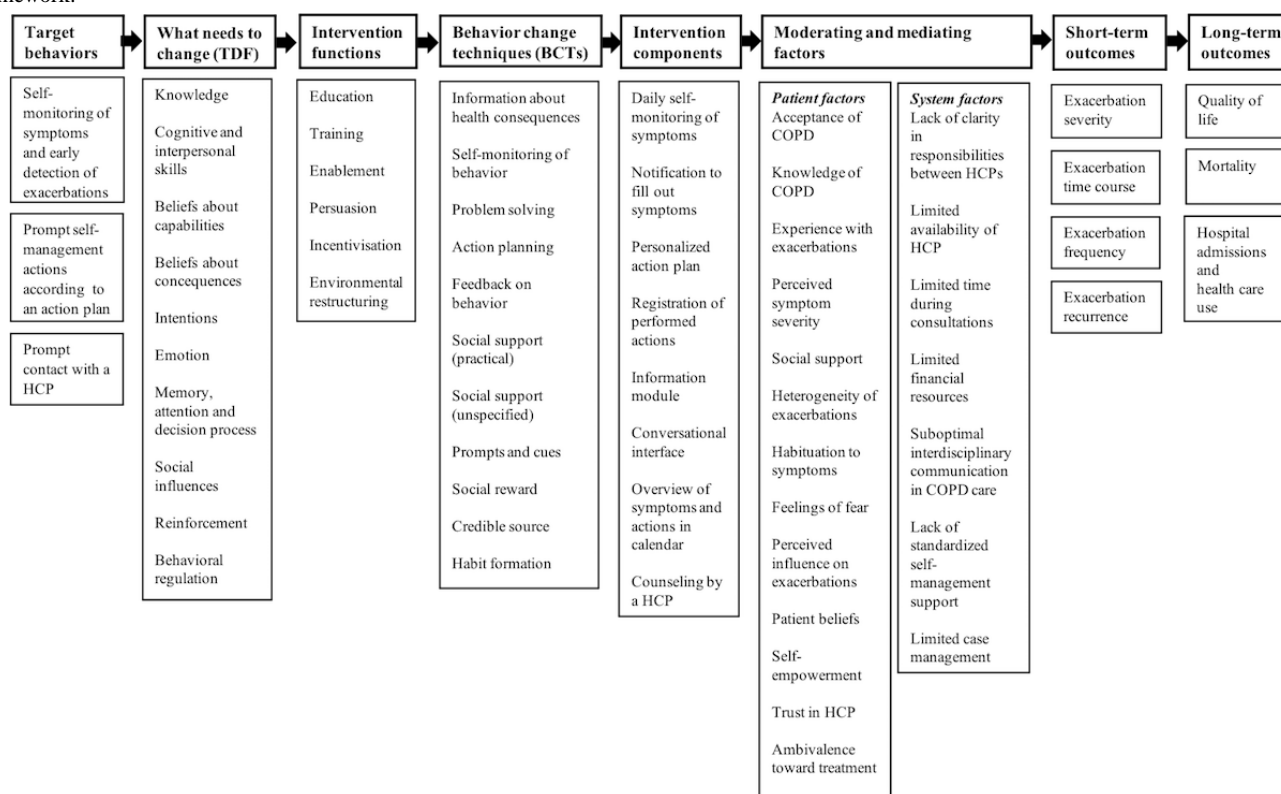 mework.
Target
behaviors
What needs to
change (TDF)
Intervention
functions
Behavior change
techniques (BCTs)
Intervention
components
Moderating and mediating
factors
Short-term
outcomes
Long-term
outcomes
Self-
monitoring of
symptoms
and early
detection of
exacerbations
Prompt self-
management
actions
according to
an action plan
Prompt
contact with a
HCP
Knowledge
Cognitive and
interpersonal
skills
Beliefs about
capabilities
Beliefs about
concequences
Intentions
Emotion
Memory,
attention and
decision process
Social
influences
Reinforcement
Behavioral
regulation
Education
Training
Enablement
Persuasion
Incentivisation
Environmental
restructuring
Information about
health consequences
Self-monitoring of
behavior
Problem solving
Action planning
Feedback on
behavior
Social support
(practical)
Social support
(unspecified)
Prompts and cues
Social reward
Credible source
Habit formation
Daily self-
monitoring of
symptoms
Notification to
fill out
symptoms
Personalized
action plan
Registration of
performed
actions
Information
module
Conversational
interface
Overview of
symptoms and
actions in
calendar
Counseling by
a HCP
Patient factors
Acceptance of
COPD
Knowledge of
COPD
Experience with
exacerbations
Perceived
symptom
severity
Social support
Heterogeneity of
exacerbations
Habituation to
symptoms
Feelings of fear
Perceived
influence on
exacerbations
Patient beliefs
Self-
empowerment
Trust in HCP
Ambivalence
toward treatment
System factors
Lack of clarity
in
responsibilities
between HCPs
Limited
availability of
HCP
Limited time
during
consultations
Limited
financial
resources
Suboptimal
interdisciplinary
communication
in COPD care
Lack of
standardized
self-
management
support
Limited case
management
Exacerbation
severity
Exacerbation
time course
Exacerbation
frequency
Exacerbation
recurrence
Quality of
life
Mortality
Hospital
admissions
and
health care
use